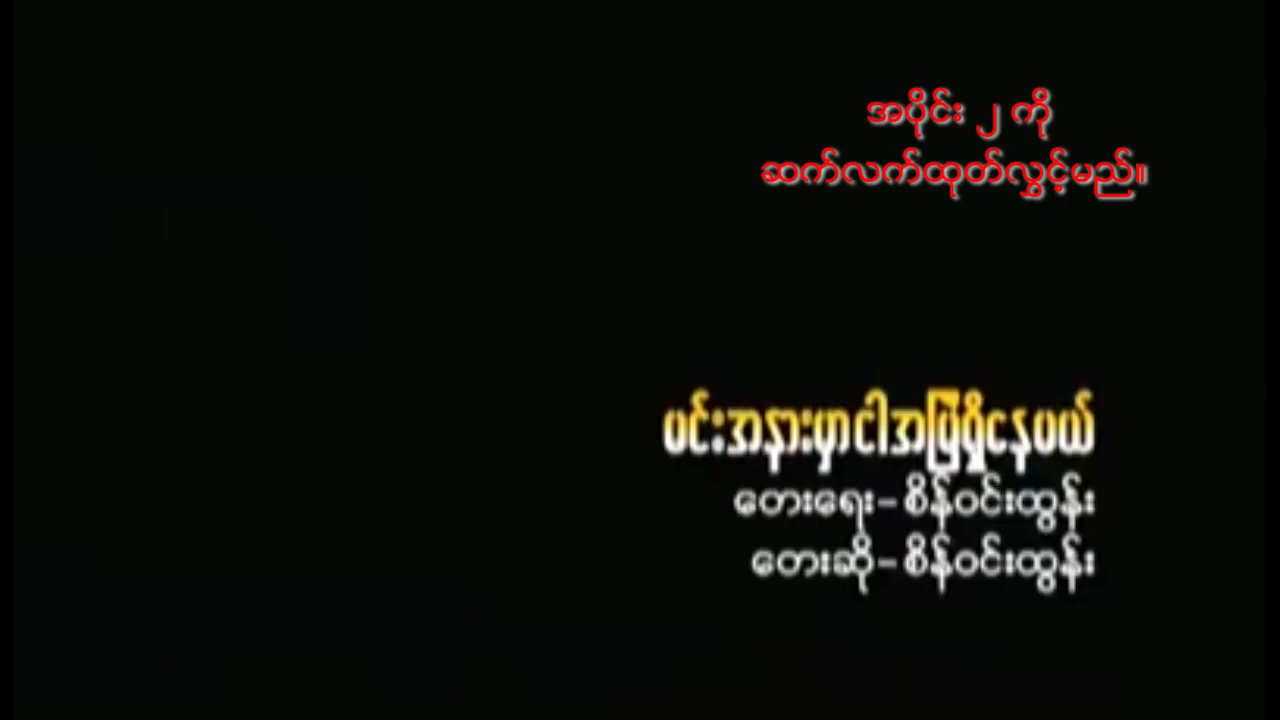 အပိုင်း ၂ ကို
ဆက်လက်ထုတ်လွှင့်မည်။
မင်းအနားမှာငါအမြဲရှိနေမယ်
တေးရေး-စိန်ဝင်းထွန်း
တေးဆို-စိန်ဝင်းထွန်း